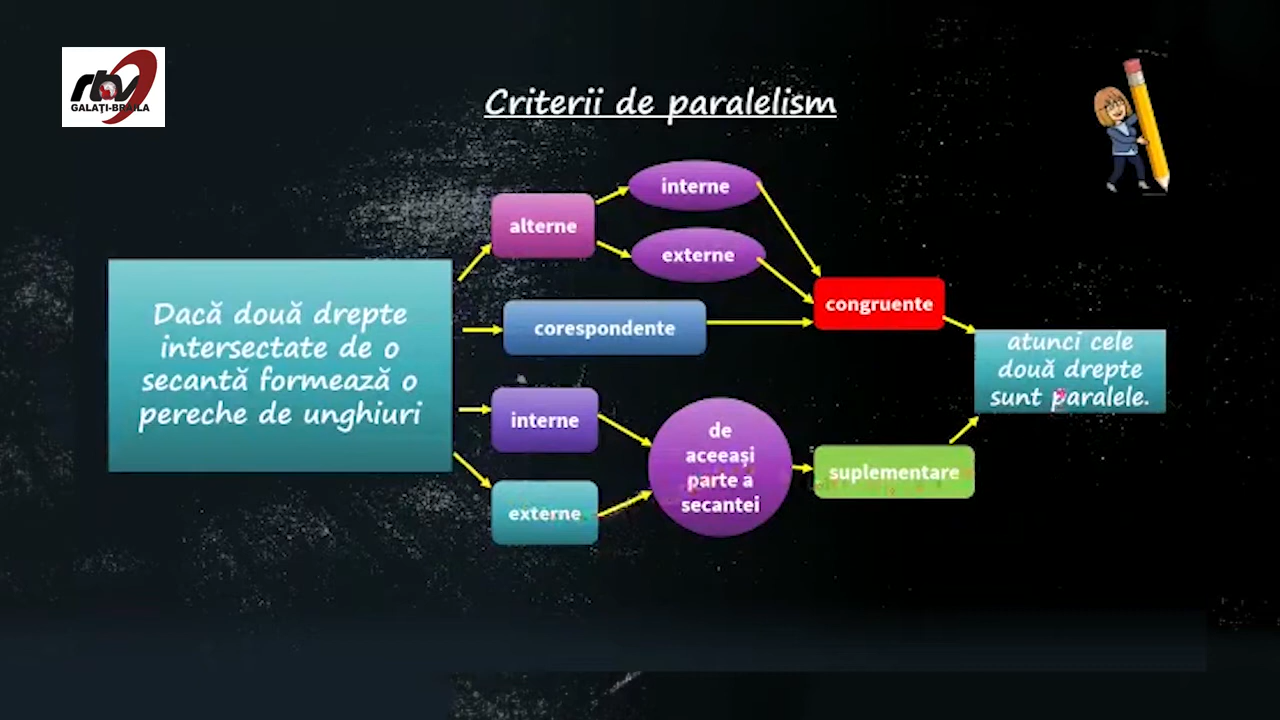 rtv
GALAȚI-BRĂILA
Criterii de paralelism
Dacă două drepte
intersectate de o
secantă formează o
pereche de unghiuri
alterne
interne
externe
corespondente
congruente
interne
externe
de
aceeași
parte a
secantei
suplementare
atunci cele
două drepte
sunt paralele.